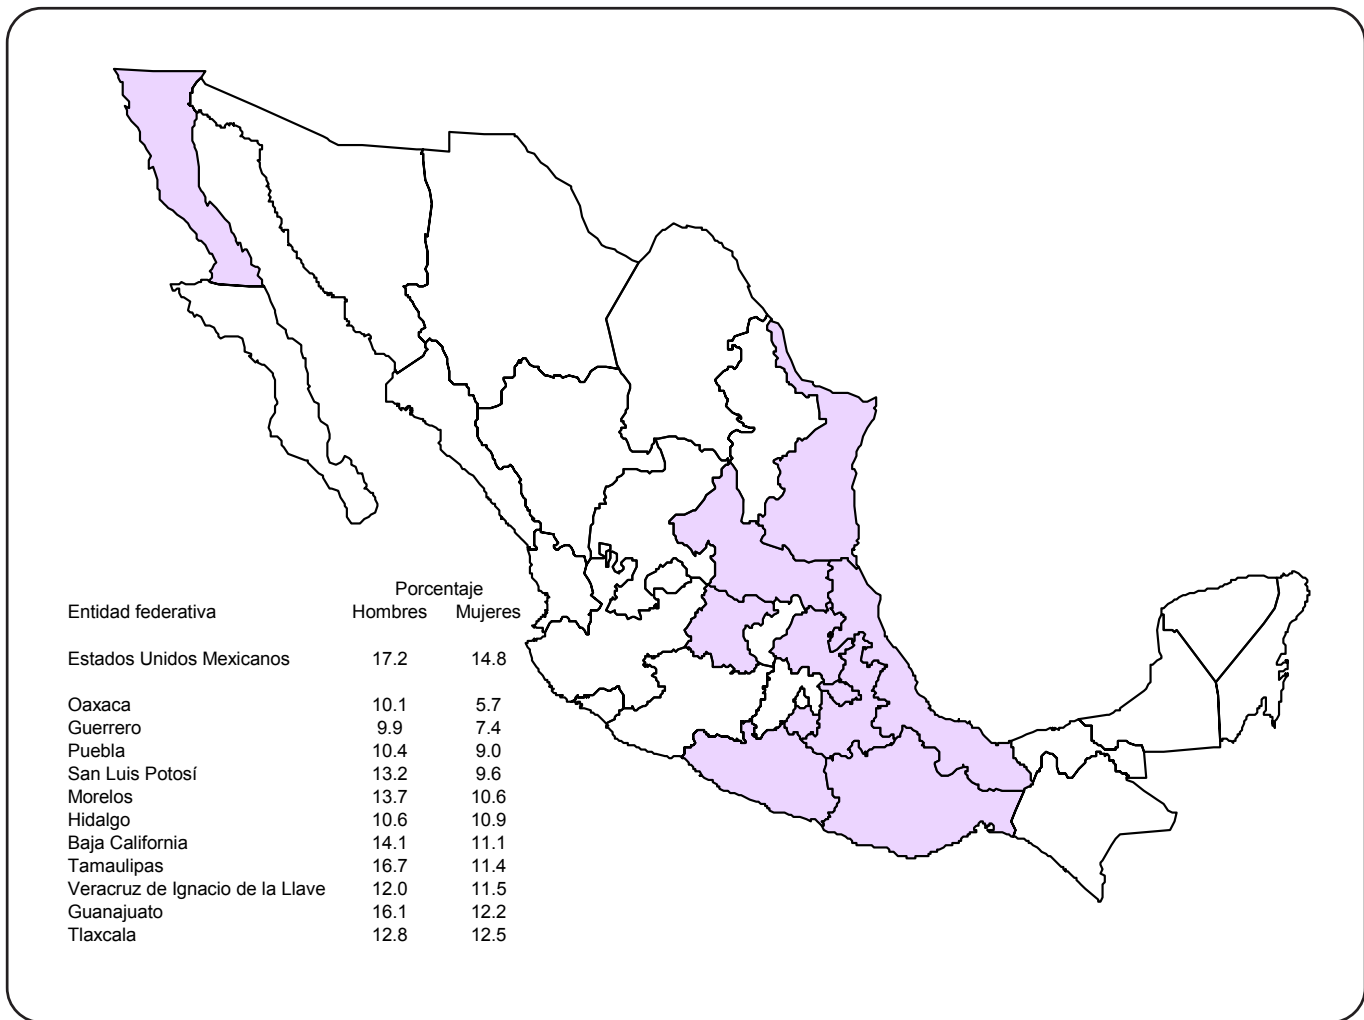 Porcentaje
Entidad federativa Hombres Mujeres
Estados Unidos Mexicanos 17.2 14.8
Oaxaca 10.1 5.7
Guerrero 9.9 7.4
Puebla 10.4 9.0
San Luis Potosí 13.2 9.6
Morelos 13.7 10.6
Hidalgo 10.6 10.9
Baja California 14.1 11.1
Tamaulipas 16.7 11.4
Veracruz de Ignacio de la Llave 12.0 11.5
Guanajuato 16.1 12.2
Tlaxcala 12.8 12.5